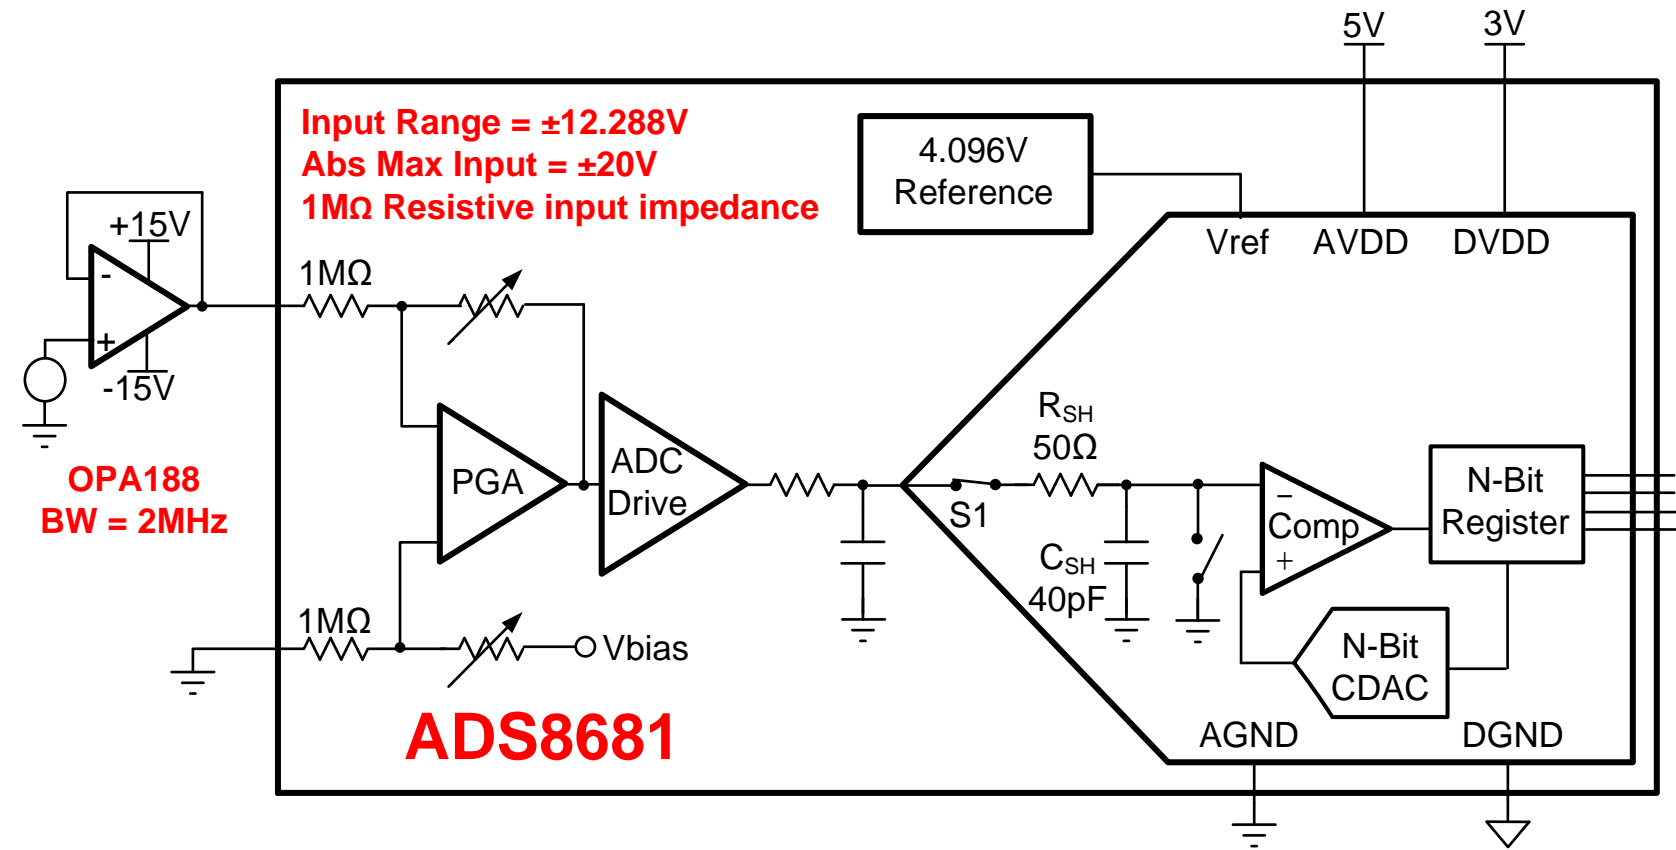 5V
3V
Input Range = ±12.288V
Abs Max Input = ±20V
1MΩ Resistive input impedance
4.096V
Reference
Vref
AVDD
DVDD
+15V
-
+
-15V
1MΩ
OPA188
BW = 2MHz
PGA
ADC
Drive
S1
RSH
50Ω
CSH
40pF
−
Comp
+
N-Bit
Register
N-Bit
CDAC
1MΩ
Vbias
ADS8681
AGND
DGND